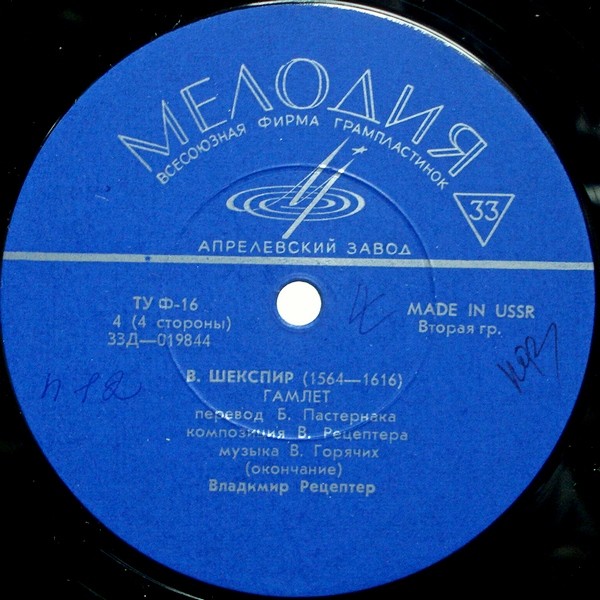 МЕЛОДИЯ
ВСЕСОЮЗНАЯ ФИРМА ГРАМПЛАСТИНОК
33
АПРЕЛЕВСКИЙ ЗАВОД
ТУ Ф-16
4 (4 стороны)
33Д—019844
MADE IN USSR
Вторая гр.
В. ШЕКСПИР (1564—1616)
ГАМЛЕТ
перевод Б. Пастернака
композиция В. Рецептера
музыка В. Горячих
(окончание)
Владимир Рецептер